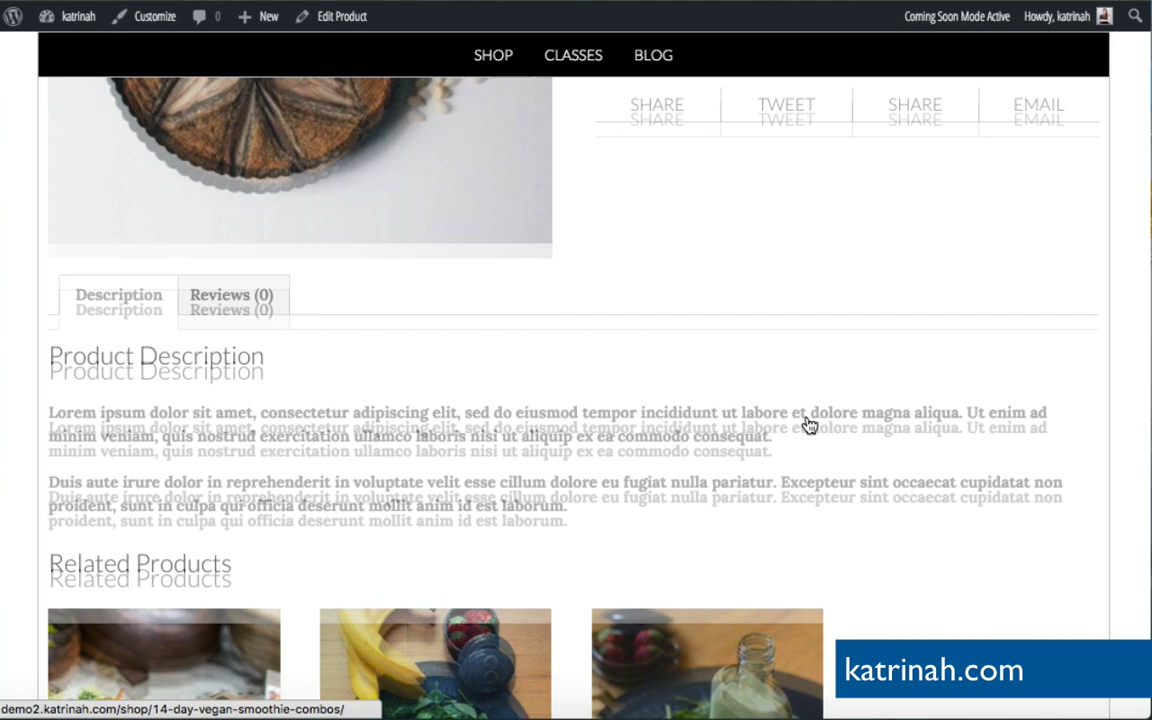 katrinah Customize 0 New Edit Product Coming Soon Mode Active Howdy, katrinah
SHOP CLASSES BLOG
SHARE TWEET SHARE EMAIL
Description Reviews (0)
Product Description
Lorem ipsum dolor sit amet, consectetur adipiscing elit, sed do eiusmod tempor incididunt ut labore et dolore magna aliqua. Ut enim ad
minim veniam, quis nostrud exercitation ullamco laboris nisi ut aliquip ex ea commodo consequat.
Duis aute irure dolor in reprehenderit in voluptate velit esse cillum dolore eu fugiat nulla pariatur. Excepteur sint occaecat cupidatat non
proident, sunt in culpa qui officia deserunt mollit anim id est laborum.
Related Products
katrinah.com
demo2.katrinah.com/shop/14-day-vegan-smoothie-combos/